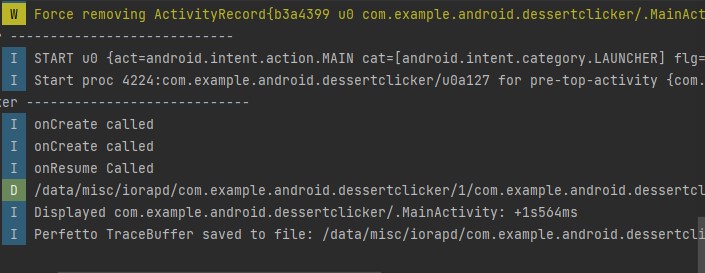 W Force removing ActivityRecord{b3a4399 u0 com.example.android.dessertclicker/.MainAct
----------------------------
I START u0 {act=android.intent.action.MAIN cat=[android.intent.category.LAUNCHER] flg=
I Start proc 4224:com.example.android.dessertclicker/u0a127 for pre-top-activity {com.
ter ----------------------------
I onCreate called
I onCreate called
I onResume Called
D /data/misc/iorapd/com.example.android.dessertclicker/1/com.example.android.dessertcl
I Displayed com.example.android.dessertclicker/.MainActivity: +1s564ms
I Perfetto TraceBuffer saved to file: /data/misc/iorapd/com.example.android.dessertcli